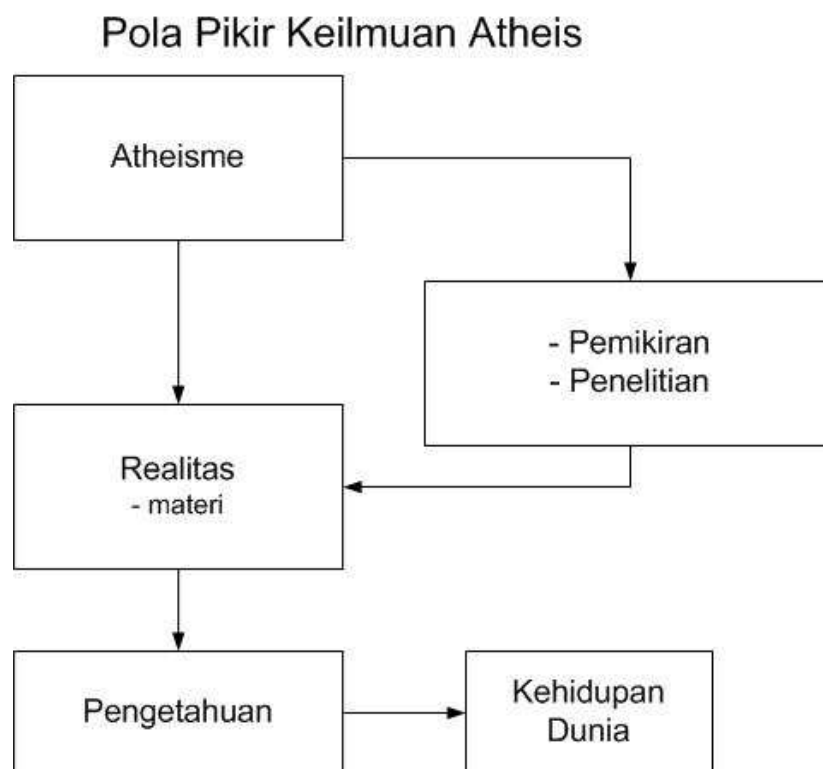 Pola Pikir Keilmuan Atheis
Atheisme
- Pemikiran
- Penelitian
Realitas
- materi
Pengetahuan
Kehidupan
Dunia